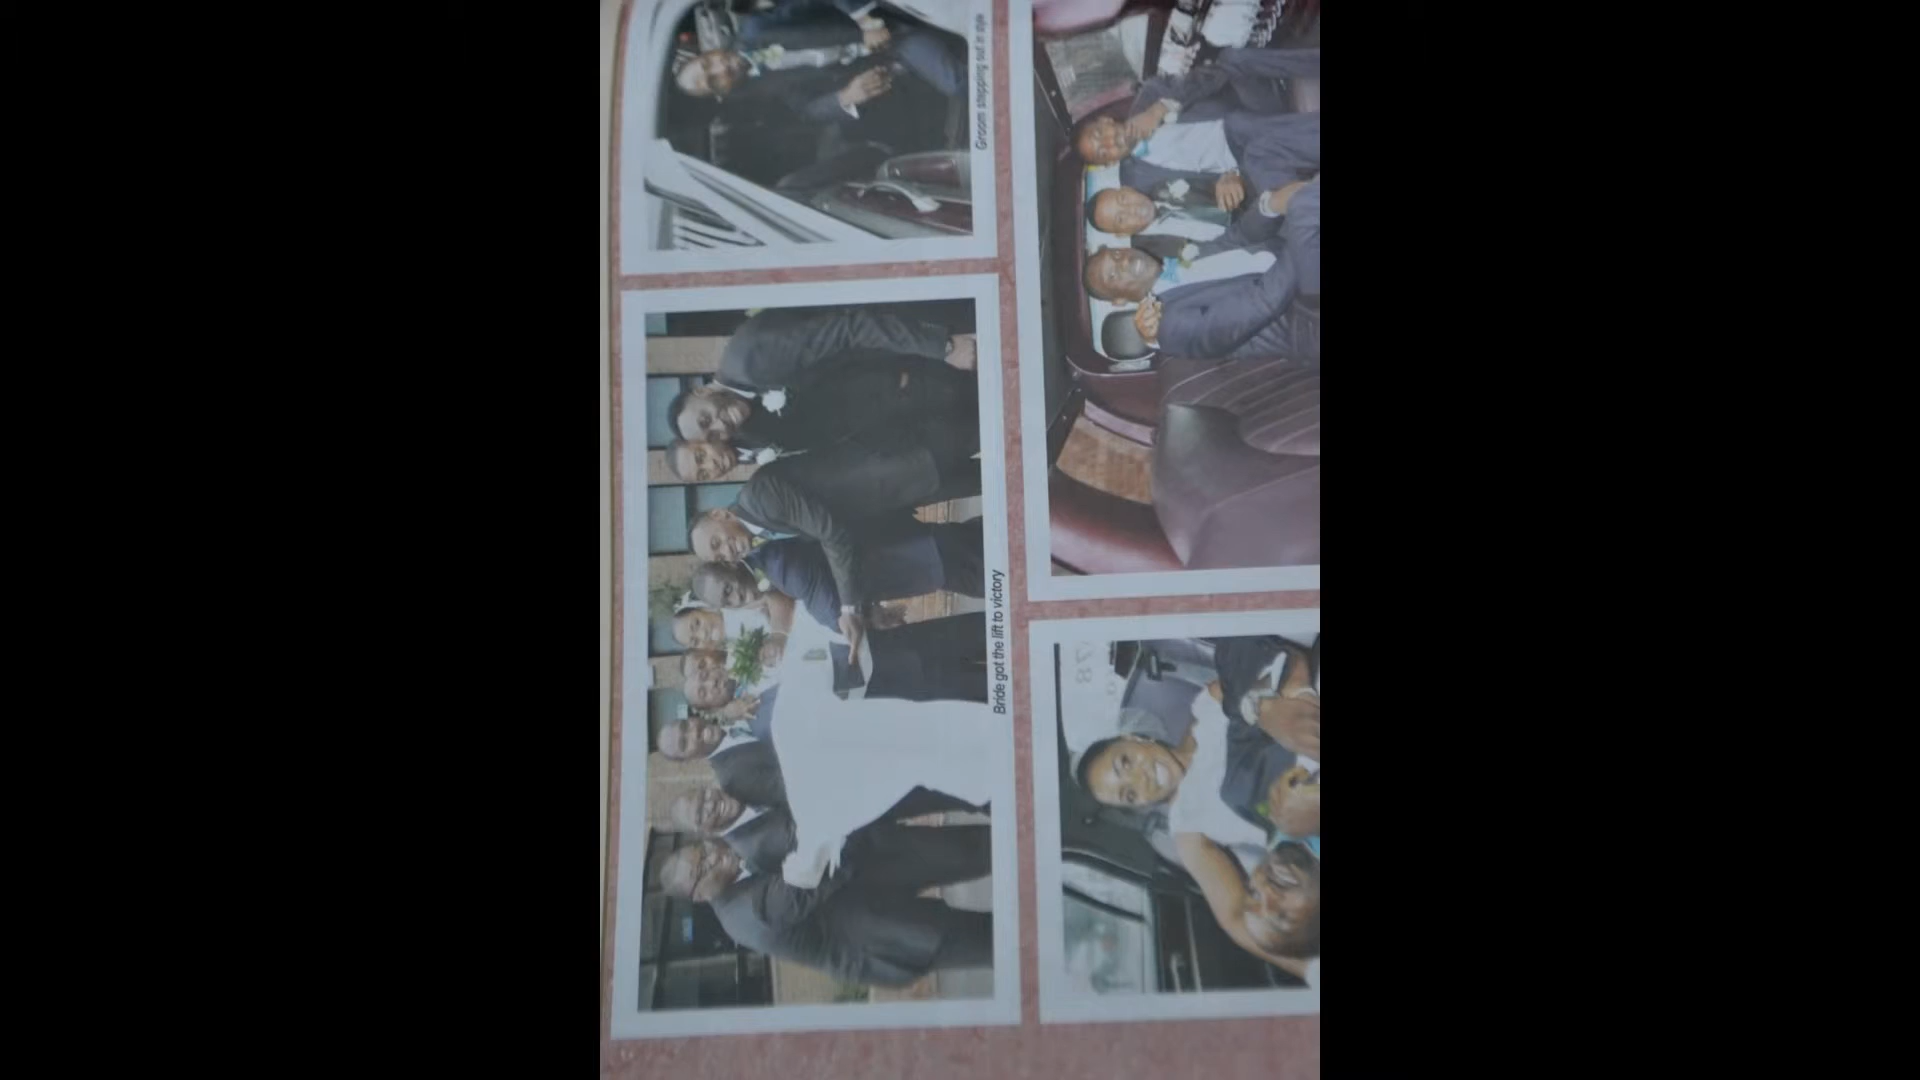 Groom stepping out in style
Bride got the lift to victory